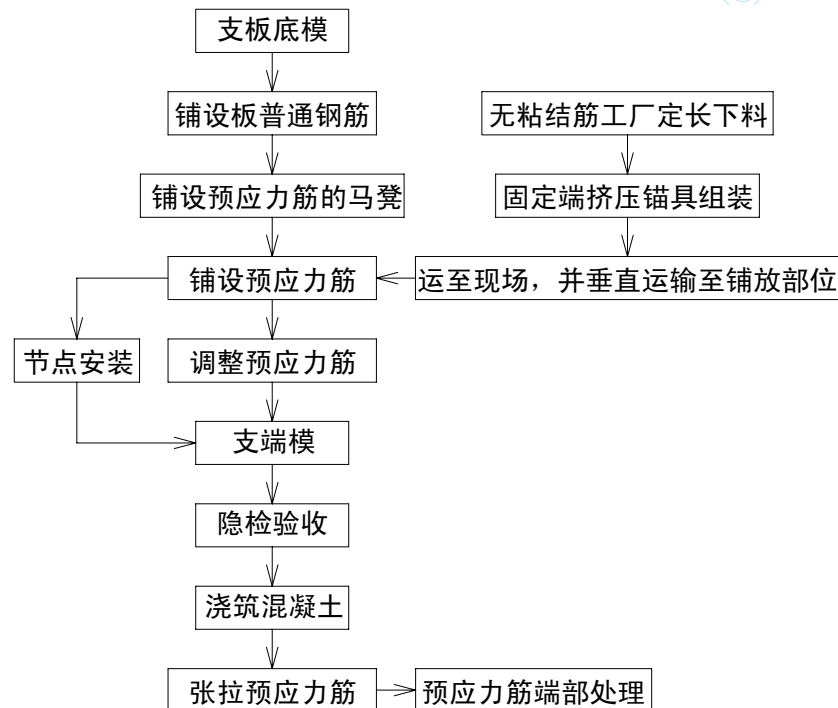 支板底模
铺设板普通钢筋
无粘结筋工厂定长下料
铺设预应力筋的马凳
固定端挤压锚具组装
铺设预应力筋
运至现场，并垂直运输至铺放部位
节点安装
调整预应力筋
支端模
隐检验收
浇筑混凝土
张拉预应力筋
预应力筋端部处理